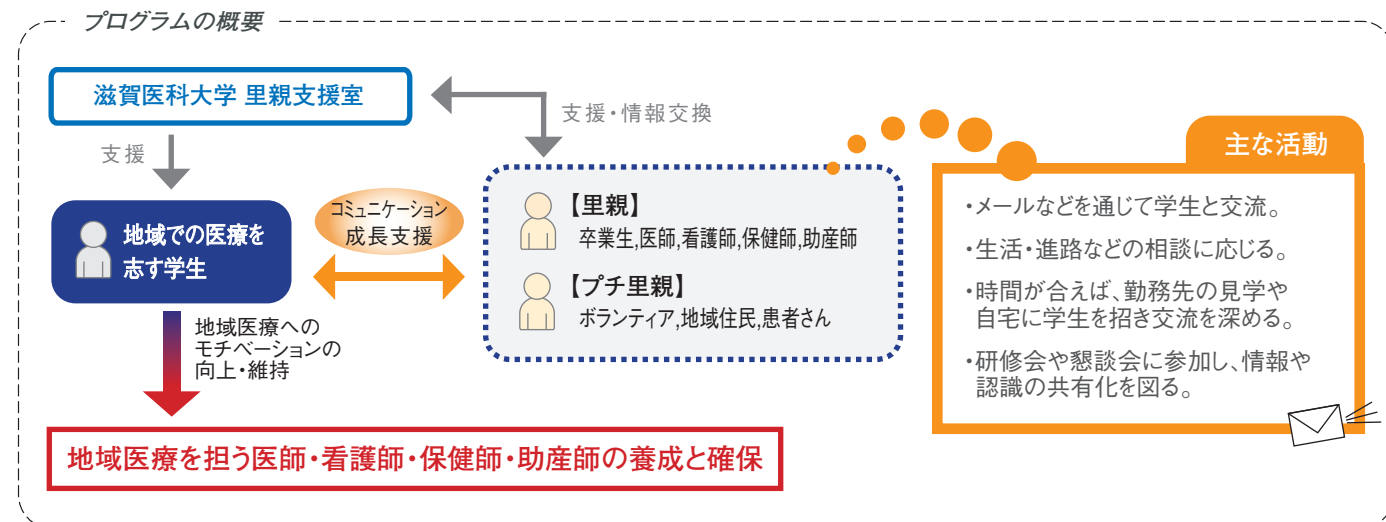 プログラムの概要
滋賀医科大学 里親支援室
支援・情報交換
支援
地域での医療を
志す学生
コミュニケーション
成長支援
【里親】
卒業生,医師,看護師,保健師,助産師
【プチ里親】
ボランティア,地域住民,患者さん
主な活動
・メールなどを通じて学生と交流。
・生活・進路などの相談に応じる。
・時間が合えば、勤務先の見学や
自宅に学生を招き交流を深める。
・研修会や懇談会に参加し、情報や
認識の共有化を図る。
地域医療への
モチベーションの
向上・維持
地域医療を担う医師・看護師・保健師・助産師の養成と確保